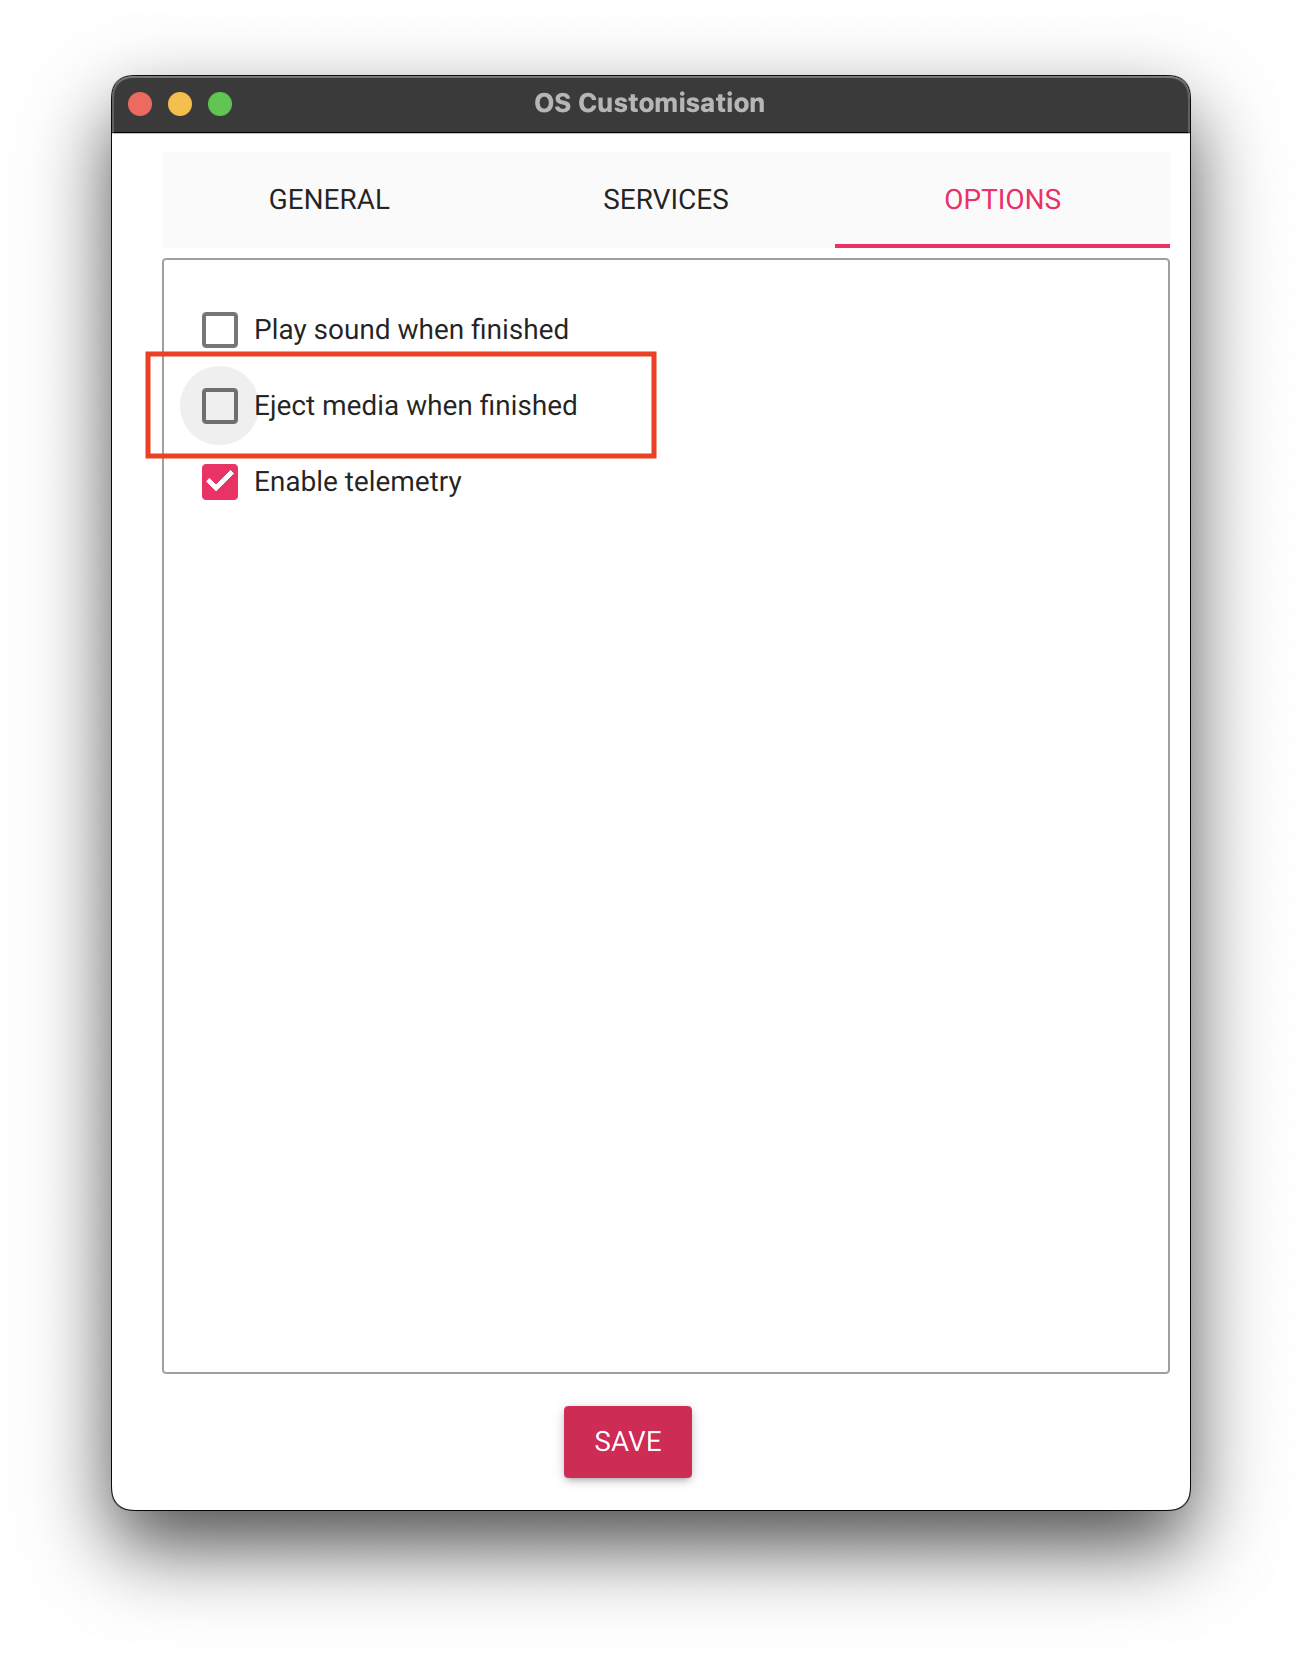 OS Customisation
GENERAL SERVICES OPTIONS
Play sound when finished
Eject media when finished
Enable telemetry
SAVE